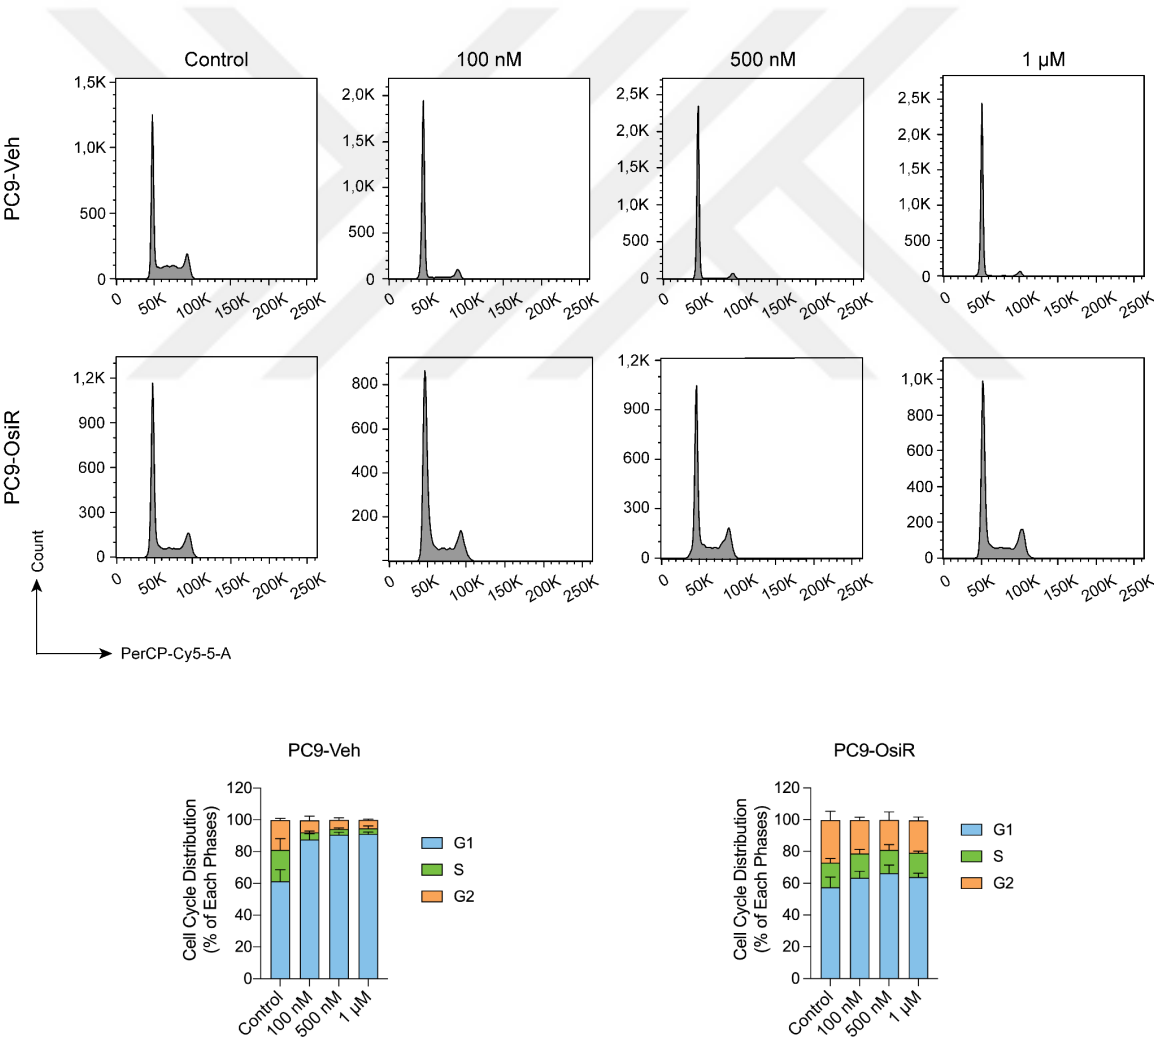 Control 100 nM 500 nM 1 µM
PC9-Veh
1,5K
1,0K
500
0
0 50K 100K 150K 200K 250K
2,0K
1,5K
1,0K
500
0
0 50K 100K 150K 200K 250K
2,5K
2,0K
1,5K
1,0K
500
0
0 50K 100K 150K 200K 250K
2,5K
2,0K
1,5K
1,0K
500
0
0 50K 100K 150K 200K 250K
PC9-OsiR
1,2K
900
600
300
0
0 50K 100K 150K 200K 250K
800
600
400
200
0 50K 100K 150K 200K 250K
1,2K
900
600
300
0
0 50K 100K 150K 200K 250K
1,0K
800
600
400
200
0
0 50K 100K 150K 200K 250K
Count
PerCP-Cy5-5-A
PC9-Veh
Cell Cycle Distribution
(% of Each Phases)
120
100
80
60
40
20
0
Control 100 nM 500 nM 1 µM
G1
S
G2
PC9-OsiR
Cell Cycle Distribution
(% of Each Phases)
120
100
80
60
40
20
0
Control 100 nM 500 nM 1 µM
G1
S
G2